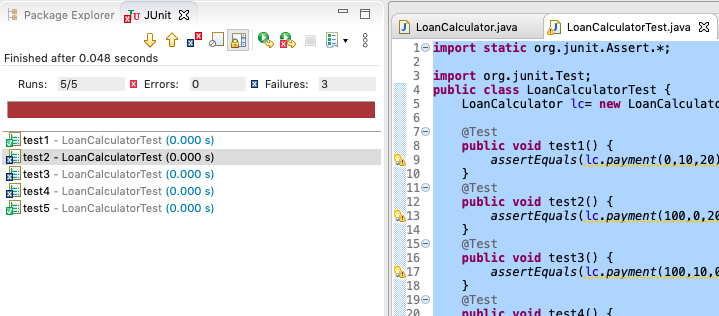 Package Explorer JUnit
Finished after 0.048 seconds
Runs: 5/5 Errors: 0 Failures: 3
test1 – LoanCalculatorTest (0.000 s)
test2 – LoanCalculatorTest (0.000 s)
test3 – LoanCalculatorTest (0.000 s)
test4 – LoanCalculatorTest (0.000 s)
test5 – LoanCalculatorTest (0.000 s)
LoanCalculator.java LoanCalculatorTest.java
1 import static org.junit.Assert.*;
2
3 import org.junit.Test;
4 public class LoanCalculatorTest {
5 LoanCalculator lc= new LoanCalculato
6
7 @Test
8 public void test1() {
9 assertEquals(lc.payment(0,10,20)
10 }
11 @Test
12 public void test2() {
13 assertEquals(lc.payment(100,0,20
14 }
15 @Test
16 public void test3() {
17 assertEquals(lc.payment(100,10,0
18 }
19 @Test
20 public void test4() {